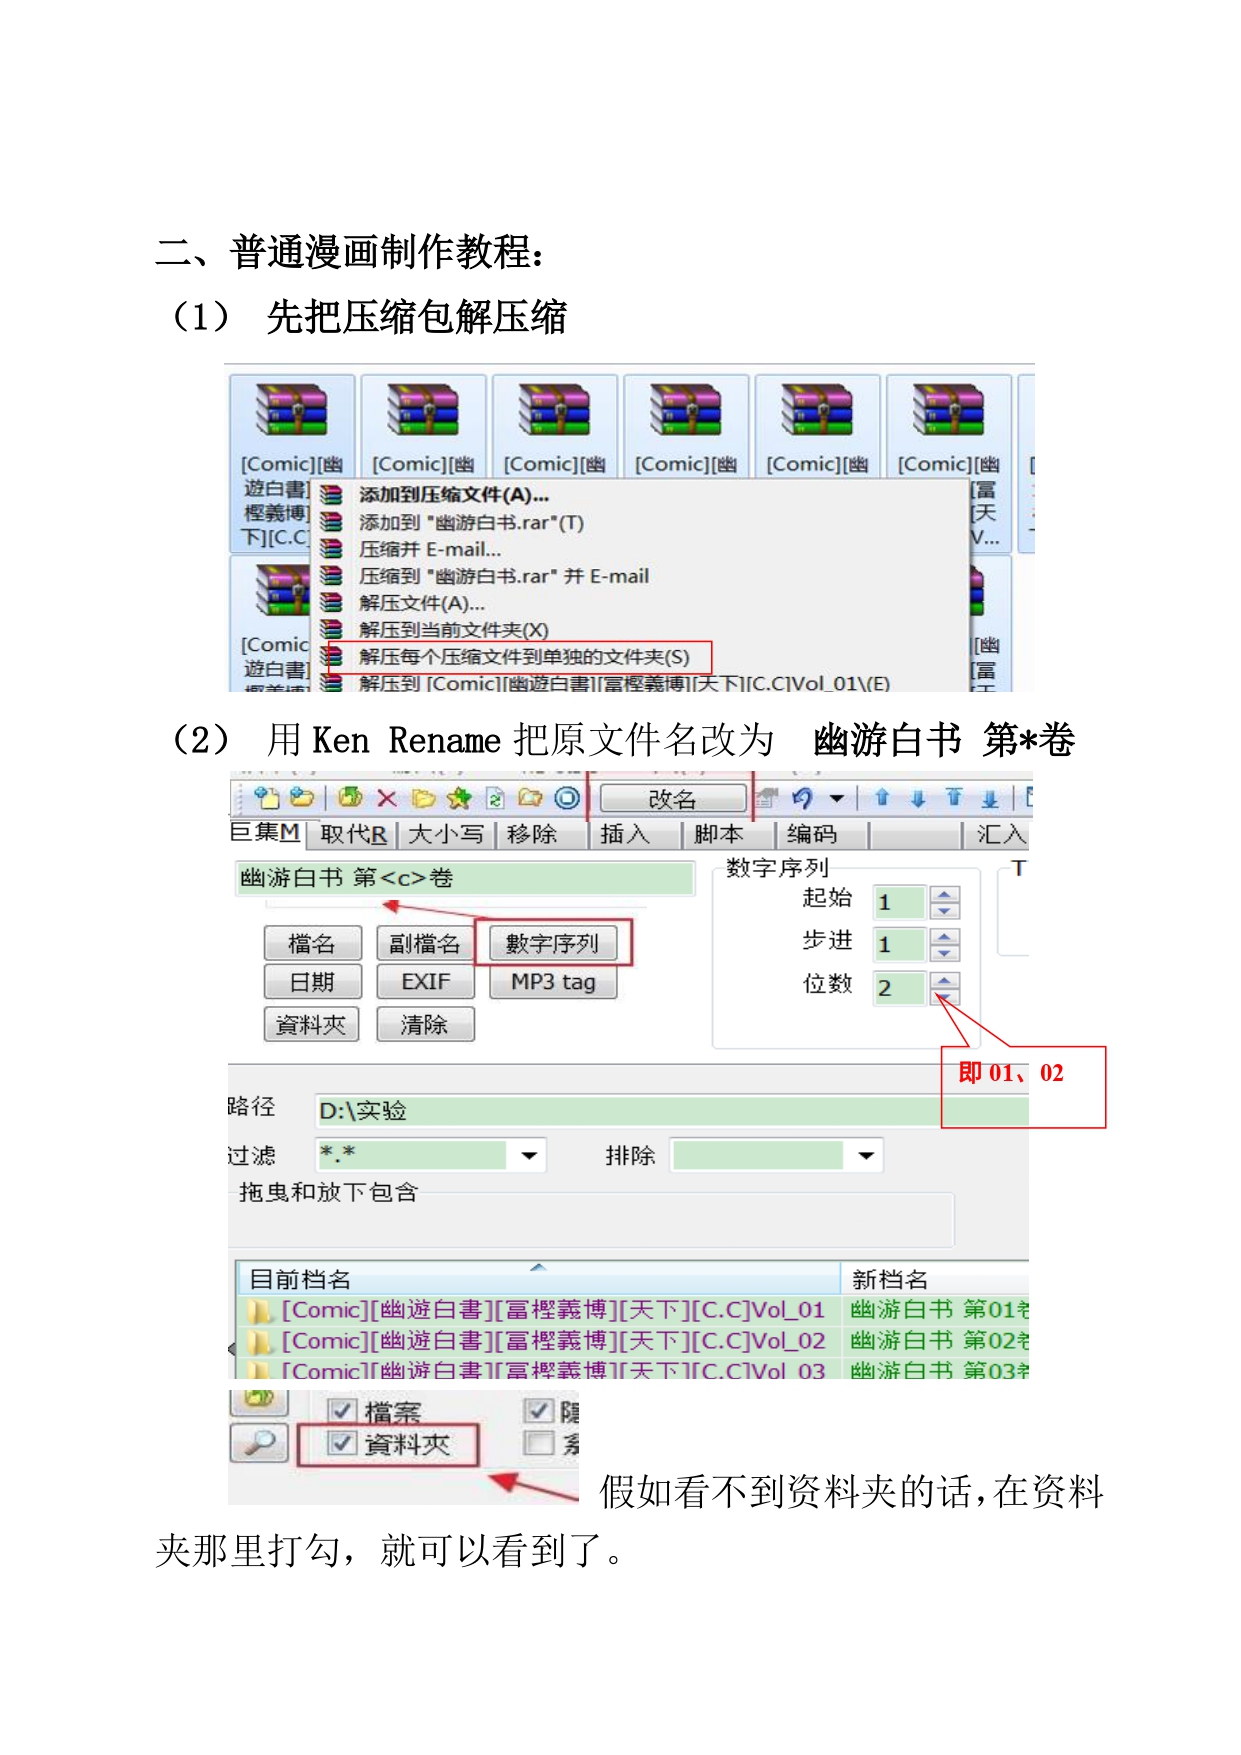 二、普通漫画制作教程：
（1） 先把压缩包解压缩
[Comic][幽 [Comic][幽 [Comic][幽 [Comic][幽 [Comic][幽 [Comic][幽
遊白書]
樫義博]
下][C.C
[富
[天
V...
添加到压缩文件(A)...
添加到 "幽游白书.rar"(T)
压缩并 E-mail...
压缩到 "幽游白书.rar" 并 E-mail
解压文件(A)...
解压到当前文件夹(X)
[Comic
遊白書]
[幽
[富
解压每个压缩文件到单独的文件夹(S)
解压到 [Comic][幽遊白書][富樫義博][天下][C.C]Vol_01\(E)
（2） 用 Ken Rename 把原文件名改为 幽游白书 第*卷
改名
巨集M 取代R 大小写 移除 插入 脚本 编码 汇入
幽游白书 第<c>卷
数字序列 T
起始 1
步进 1
位数 2
檔名 副檔名 數字序列
日期 EXIF MP3 tag
資料夾 清除
即 01、02
路径 D:\实验
过滤 *.* 排除
拖曳和放下包含
目前档名 新档名
[Comic][幽遊白書][富樫義博][天下][C.C]Vol_01 幽游白书 第01卷
[Comic][幽遊白書][富樫義博][天下][C.C]Vol_02 幽游白书 第02卷
[Comic][幽遊白書][富樫義博][天下][C.C]Vol_03 幽游白书 第03卷
檔案 隱
資料夾 系
假如看不到资料夹的话，在资料
夹那里打勾，就可以看到了。